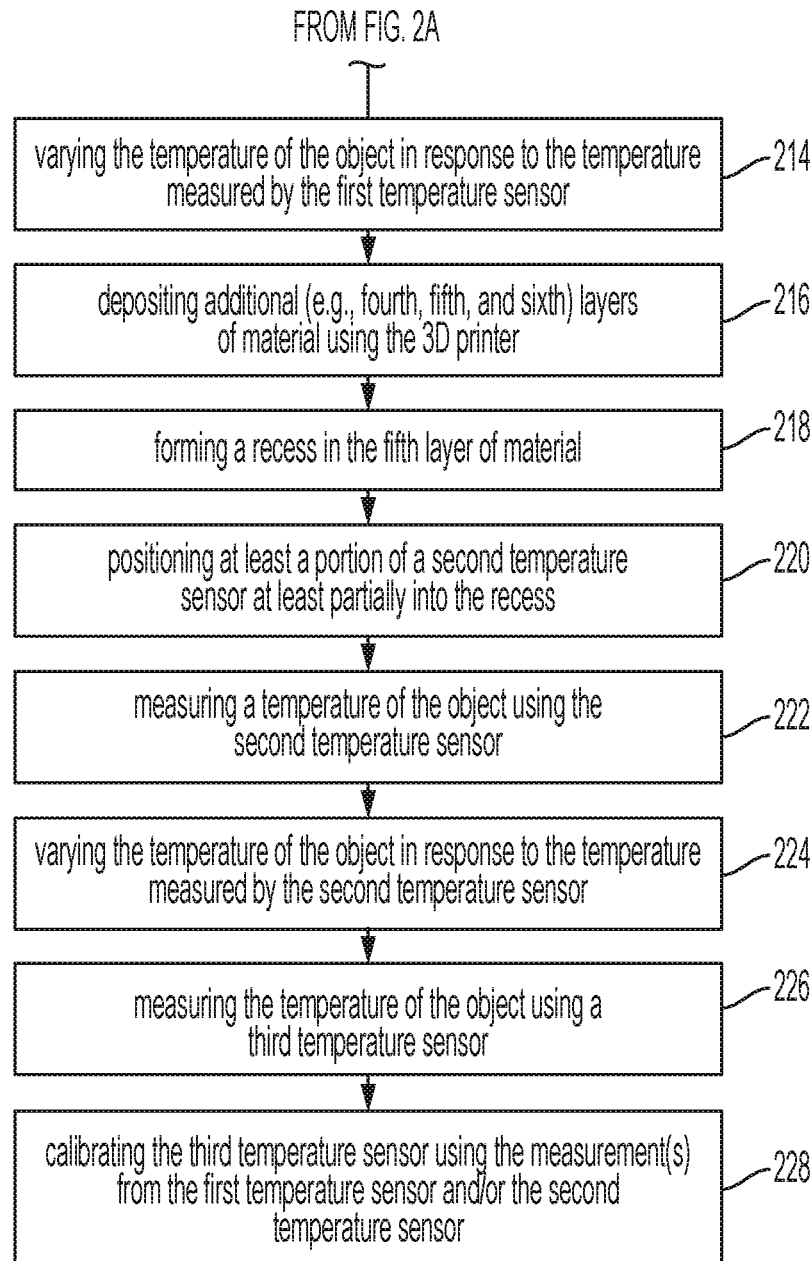 FROM FIG. 2A
varying the temperature of the object in response to the temperature
measured by the first temperature sensor
214
depositing additional (e.g., fourth, fifth, and sixth) layers
of material using the 3D printer
216
forming a recess in the fifth layer of material
218
positioning at least a portion of a second temperature
sensor at least partially into the recess
220
measuring a temperature of the object using the
second temperature sensor
222
varying the temperature of the object in response to the temperature
measured by the second temperature sensor
224
measuring the temperature of the object using a
third temperature sensor
226
calibrating the third temperature sensor using the measurement(s)
from the first temperature sensor and/or the second
temperature sensor
228